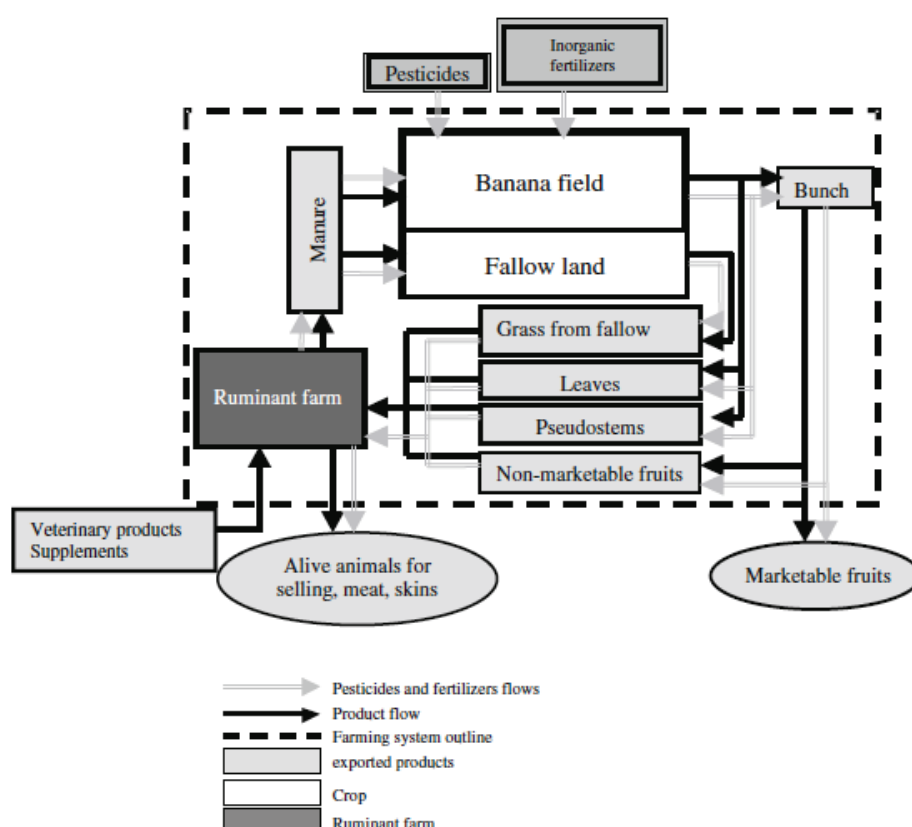 Inorganic
fertilizers
Pesticides
Banana field
Bunch
Manure
Fallow land
Grass from fallow
Leaves
Ruminant farm
Pseudostems
Non-marketable fruits
Veterinary products
Supplements
Alive animals for
selling, meat, skins
Marketable fruits
Pesticides and fertilizers flows
Product flow
Farming system outline
exported products
Crop
Ruminant farm